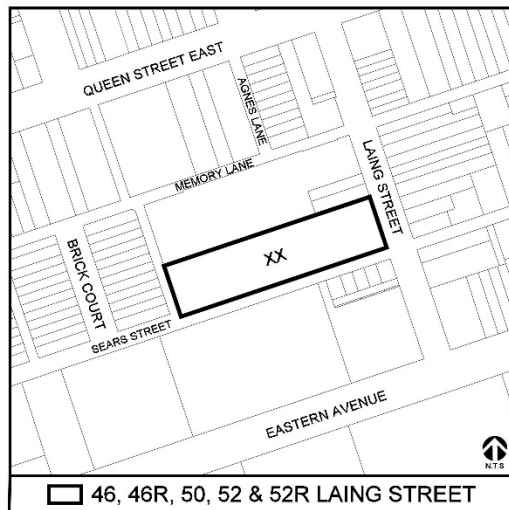 QUEEN STREET EAST
AGNES LANE
MEMORY LANE
LAING STREET
XX
BRICK COURT
SEARS STREET
EASTERN AVENUE
N.T.S
46, 46R, 50, 52 & 52R LAING STREET